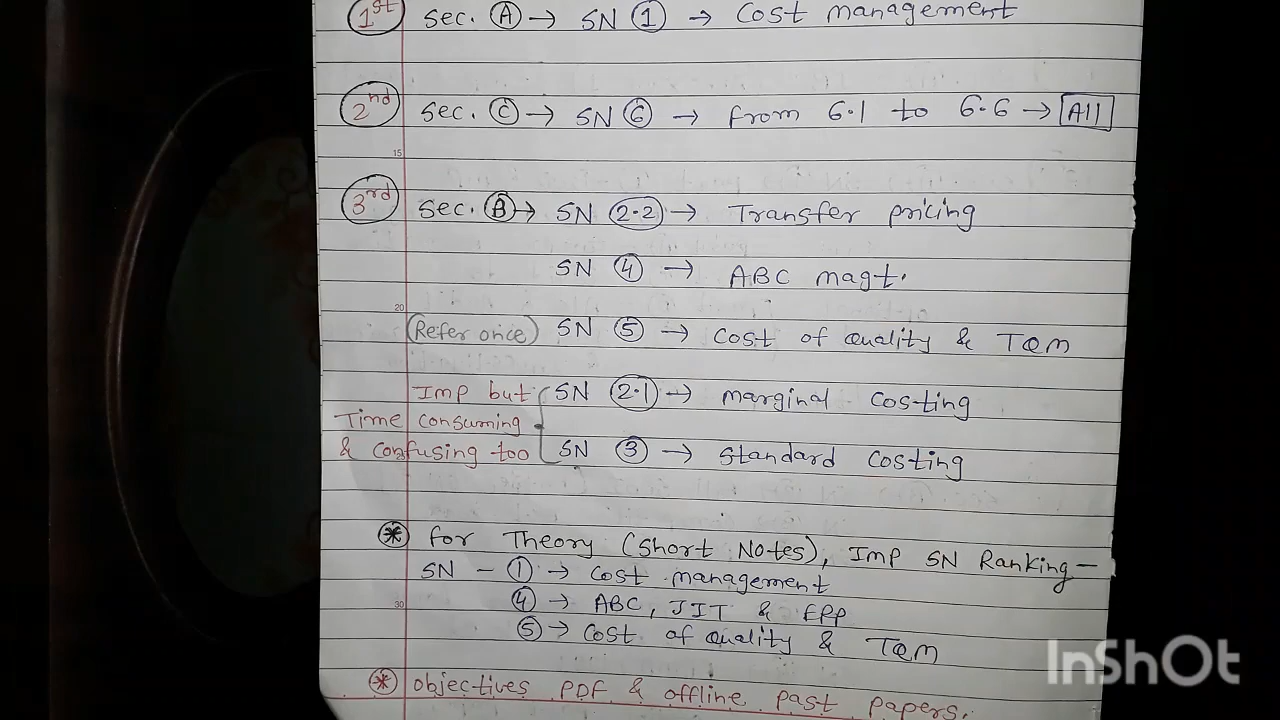 1st sec. A → SN 1 → Cost management
2nd sec. C → SN 6 → from 6.1 to 6.6 → All
15
3rd sec. B → SN 2.2 → Transfer pricing
SN 4 → ABC magt.
20
(Refer once) SN 5 → Cost of quality & TQM
Imp but SN 2.1 → marginal costing
Time consuming
& confusing too SN 3 → Standard costing
* for Theory (Short Notes), Imp SN Ranking –
SN - 1 → Cost management
30
4 → ABC, JIT & ERP
5 → Cost of quality & TQM
* objectives PDF & offline past papers.
InShOt